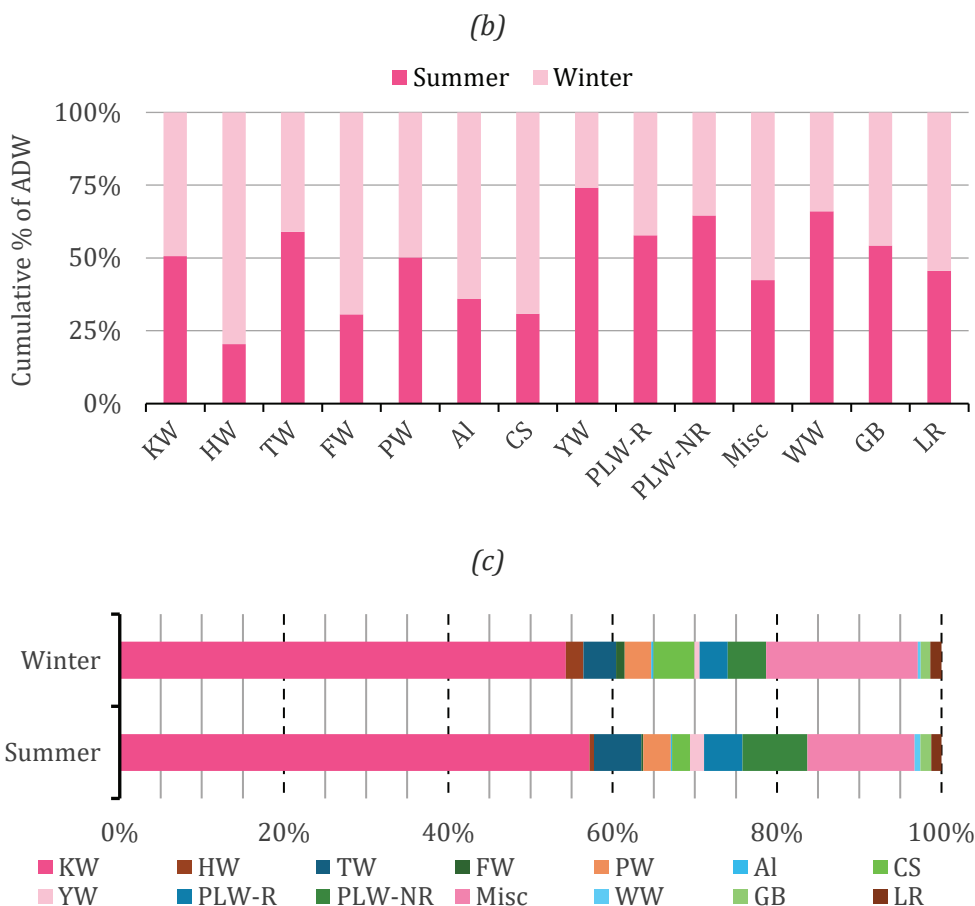 (b)
Summer Winter
Cumulative % of ADW
100%
75%
50%
25%
0%
KW HW TW FW PW Al CS YW PLW-R PLW-NR Misc WW GB LR
(c)
Winter
Summer
0% 20% 40% 60% 80% 100%
KW HW TW FW PW Al CS
YW PLW-R PLW-NR Misc WW GB LR